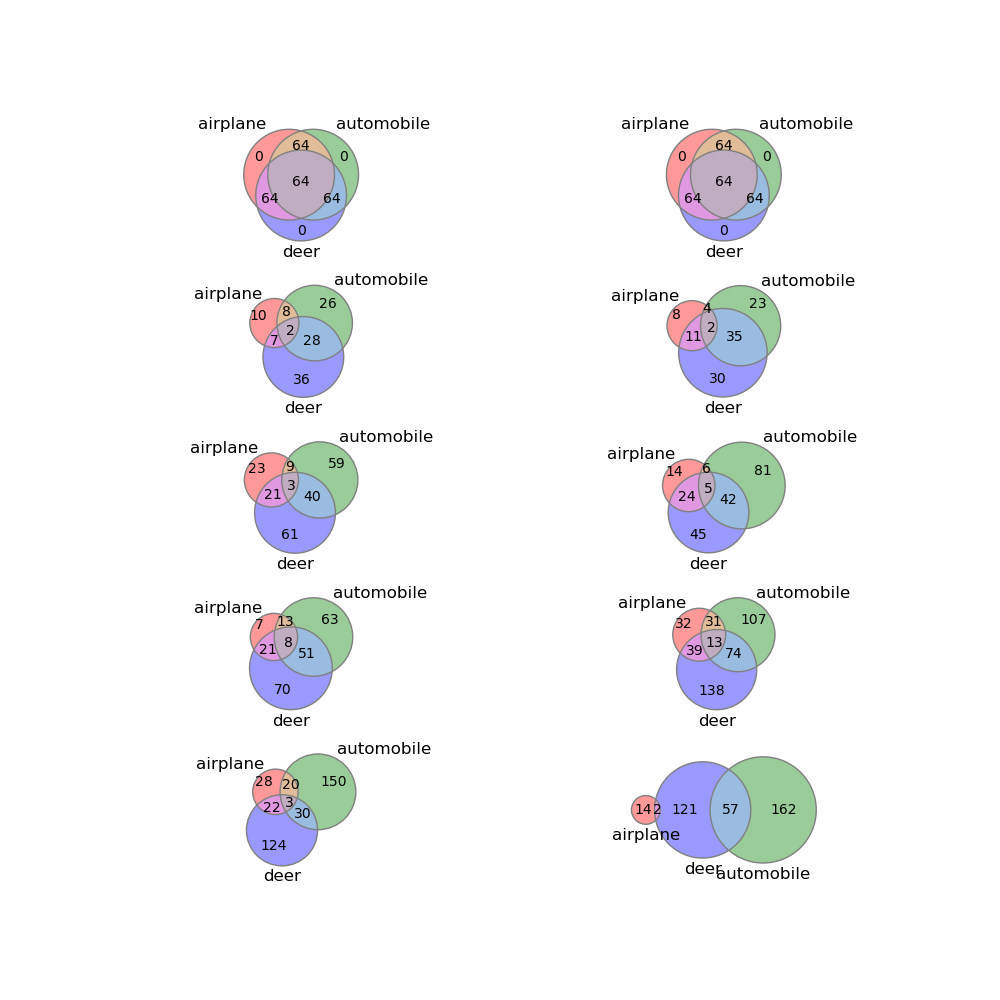 airplane automobile
0 64 0
64
64 64
0
deer
airplane automobile
0 64 0
64
64 64
0
deer
airplane automobile
10 8 26
2
7 28
36
deer
airplane automobile
8 4 23
2
11 35
30
deer
airplane automobile
23 9 59
3
21 40
61
deer
airplane automobile
14 6 81
5
24 42
45
deer
airplane automobile
7 13 63
8
21 51
70
deer
airplane automobile
32 31 107
13
39 74
138
deer
airplane automobile
28 20 150
3
22 30
124
deer
14 2 121 57 162
airplane
deer
automobile